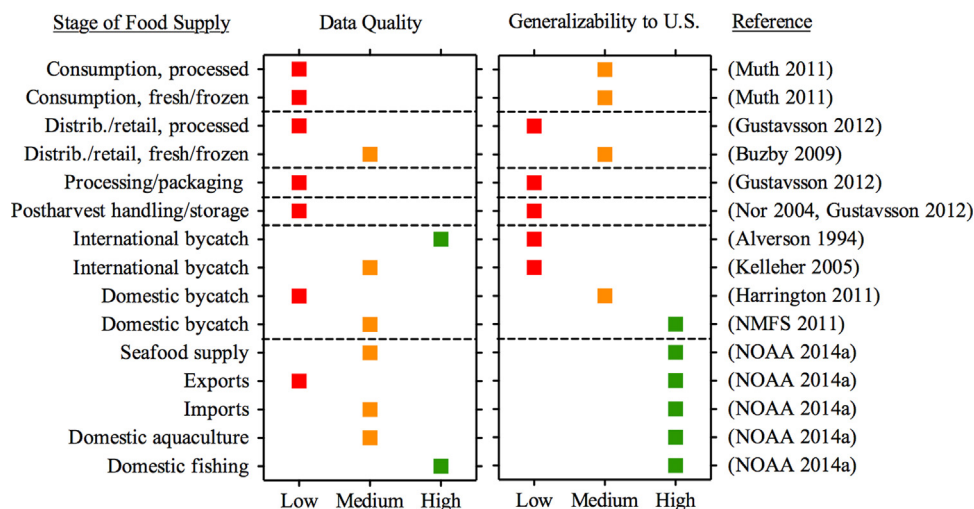 Stage of Food Supply Data Quality Generalizability to U.S. Reference
Consumption, processed (Muth 2011)
Consumption, fresh/frozen (Muth 2011)
Distrib./retail, processed (Gustavsson 2012)
Distrib./retail, fresh/frozen (Buzby 2009)
Processing/packaging (Gustavsson 2012)
Postharvest handling/storage (Nor 2004, Gustavsson 2012)
International bycatch (Alverson 1994)
International bycatch (Kelleher 2005)
Domestic bycatch (Harrington 2011)
Domestic bycatch (NMFS 2011)
Seafood supply (NOAA 2014a)
Exports (NOAA 2014a)
Imports (NOAA 2014a)
Domestic aquaculture (NOAA 2014a)
Domestic fishing (NOAA 2014a)
Low Medium High Low Medium High